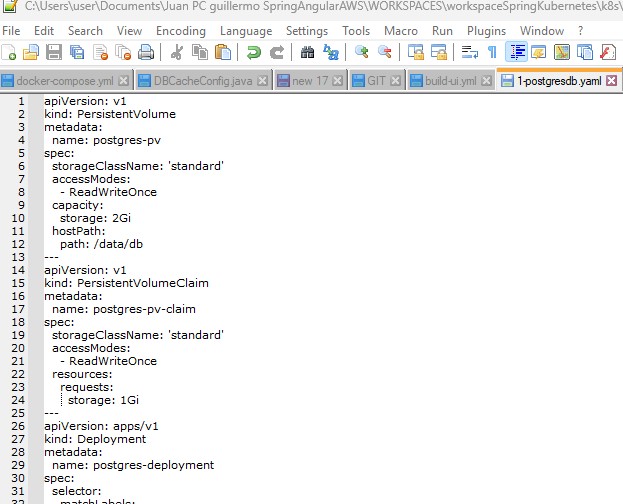 C:\Users\user\Documents\Juan PC guillermo SpringAngularAWS\WORKSPACES\workspaceSpringKubernetes\k8s\
File Edit Search View Encoding Language Settings Tools Macro Run Plugins Window ?
docker-compose.yml DBCacheConfig.java new 17 GIT build-ui.yml 1-postgresdb.yaml
1 apiVersion: v1
2 kind: PersistentVolume
3 metadata:
4 name: postgres-pv
5 spec:
6 storageClassName: 'standard'
7 accessModes:
8 - ReadWriteOnce
9 capacity:
10 storage: 2Gi
11 hostPath:
12 path: /data/db
13 ---
14 apiVersion: v1
15 kind: PersistentVolumeClaim
16 metadata:
17 name: postgres-pv-claim
18 spec:
19 storageClassName: 'standard'
20 accessModes:
21 - ReadWriteOnce
22 resources:
23 requests:
24 storage: 1Gi
25 ---
26 apiVersion: apps/v1
27 kind: Deployment
28 metadata:
29 name: postgres-deployment
30 spec:
31 selector:
32 matchLabels: